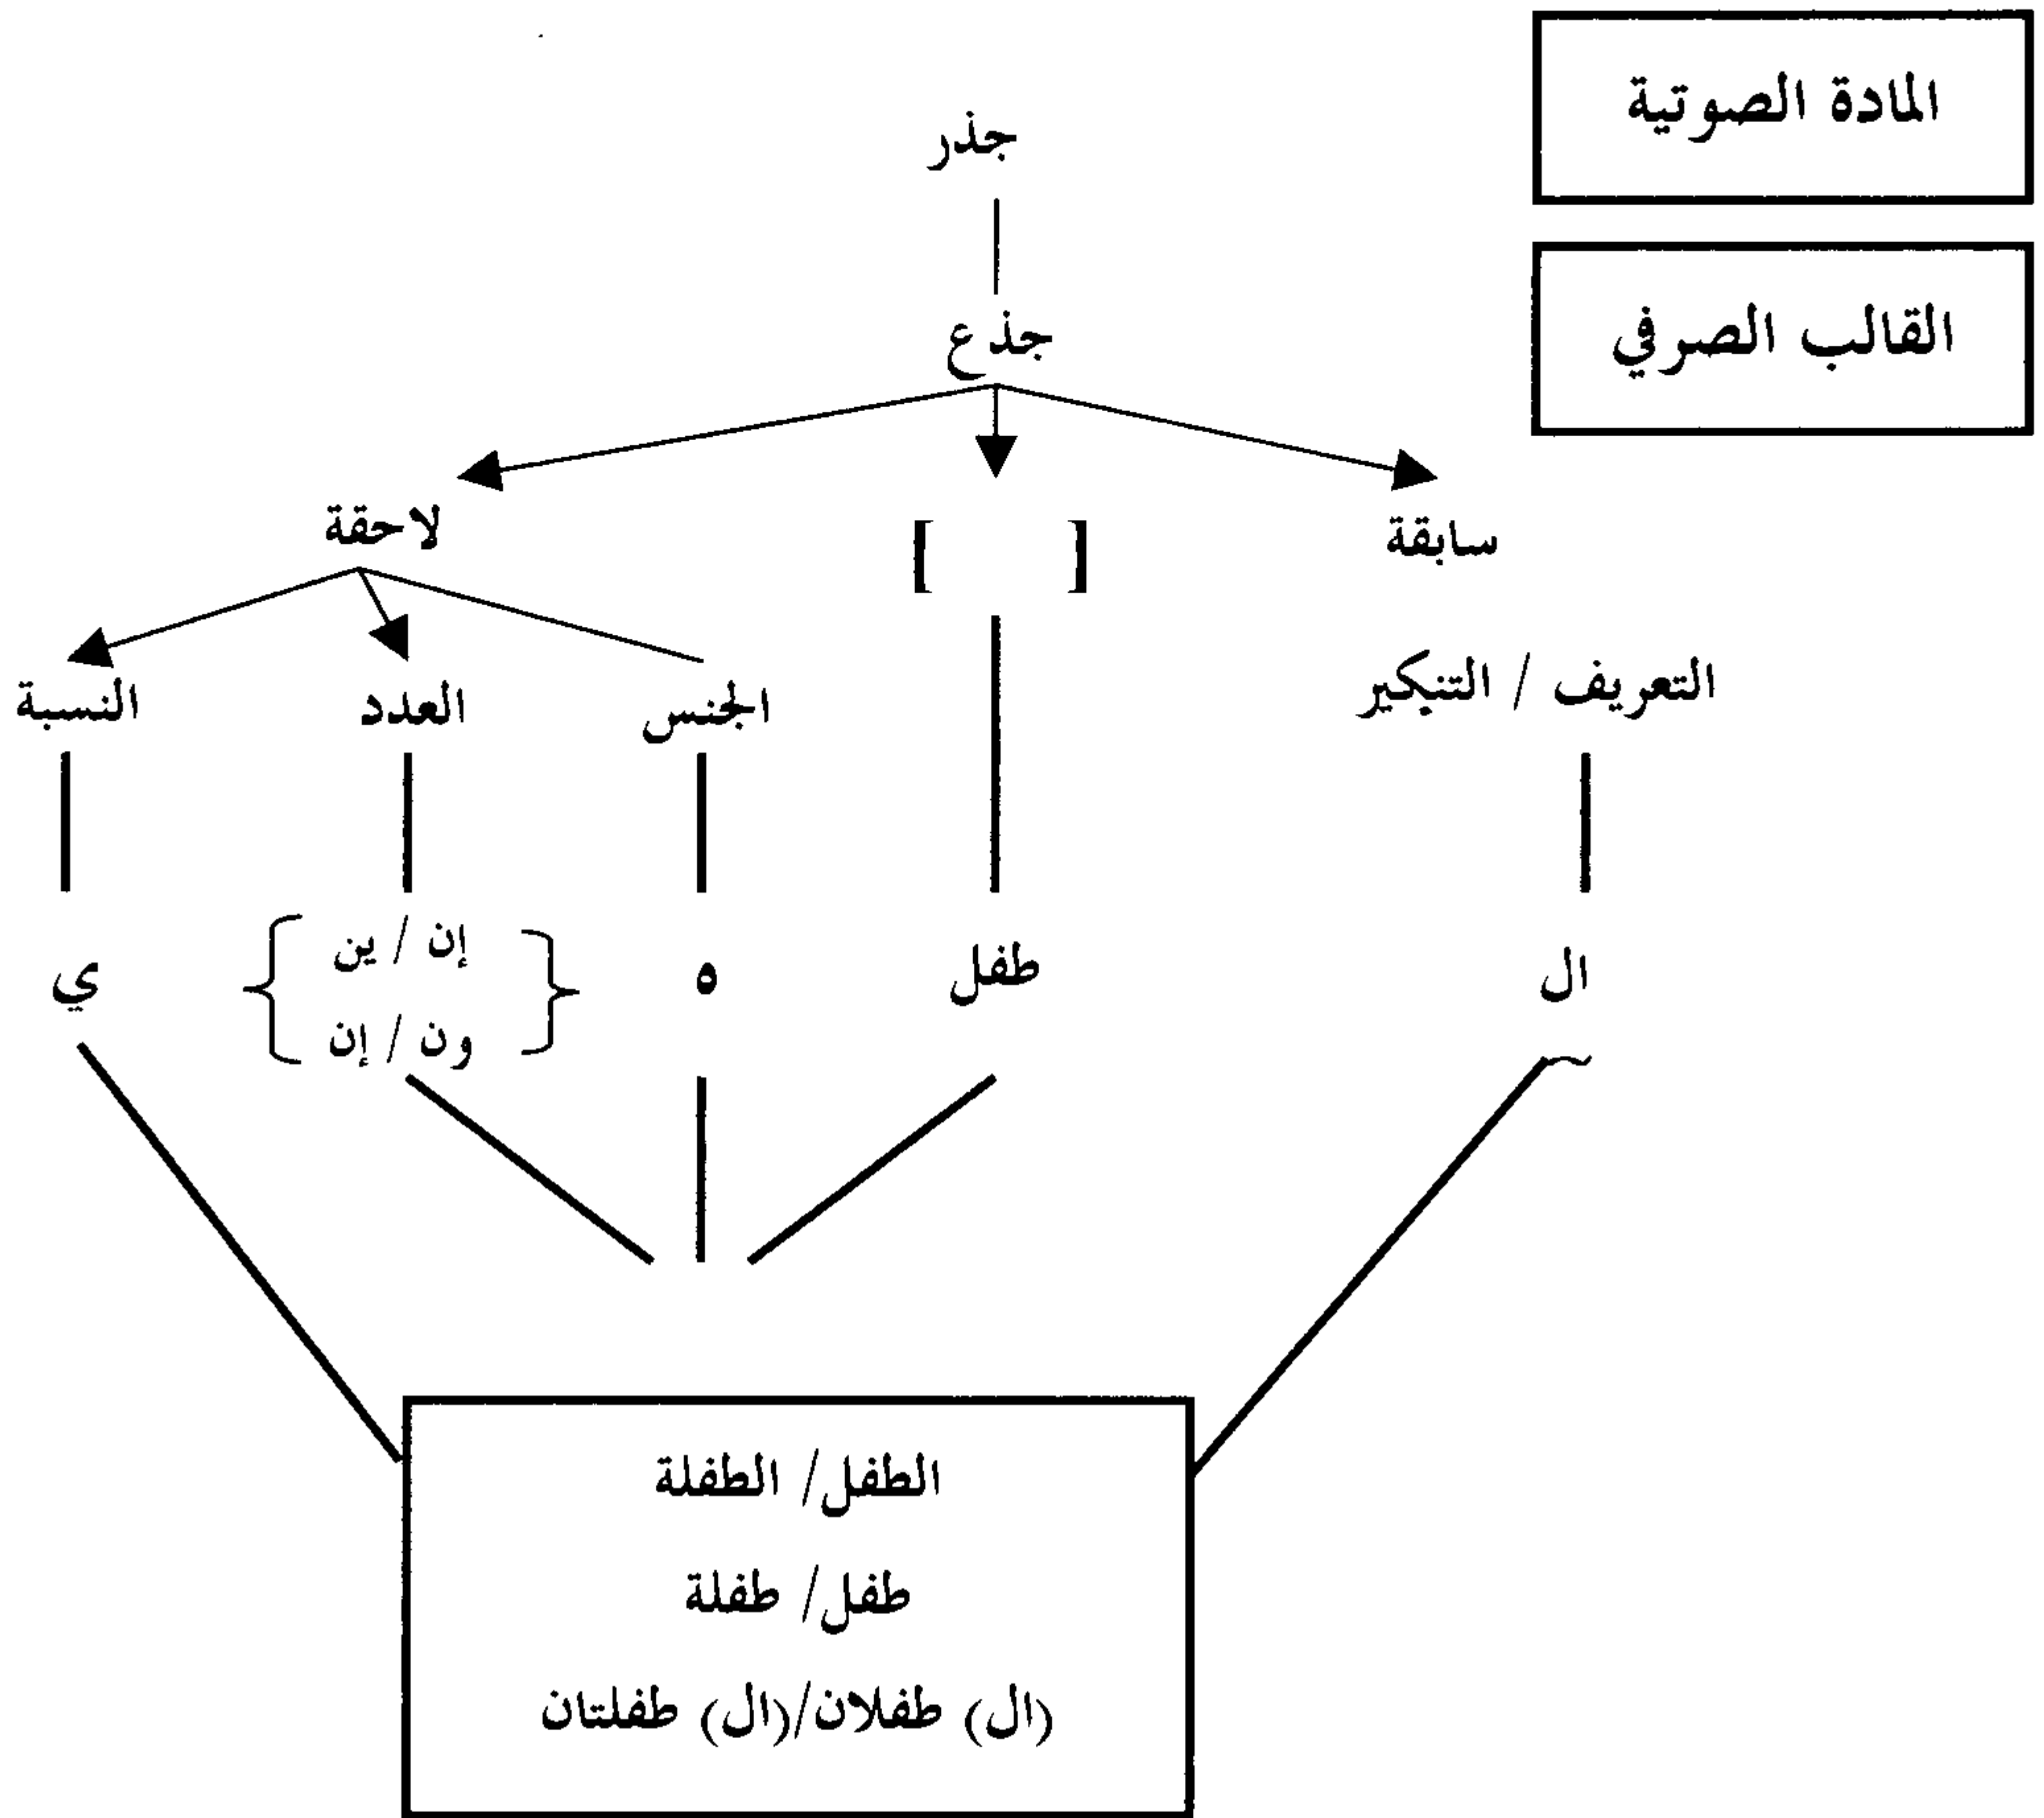 المادة الصوتية
جذر
القالب الصرفي
جذع
سابقة [ ] لاحقة
التعريف / التنكير الجنس العدد النسبة
ال طفل ه { إن / ين ي
ون / إن }
الطفل/ الطفلة
طفل/ طفلة
(ال) طفلان/(ال) طفلتان